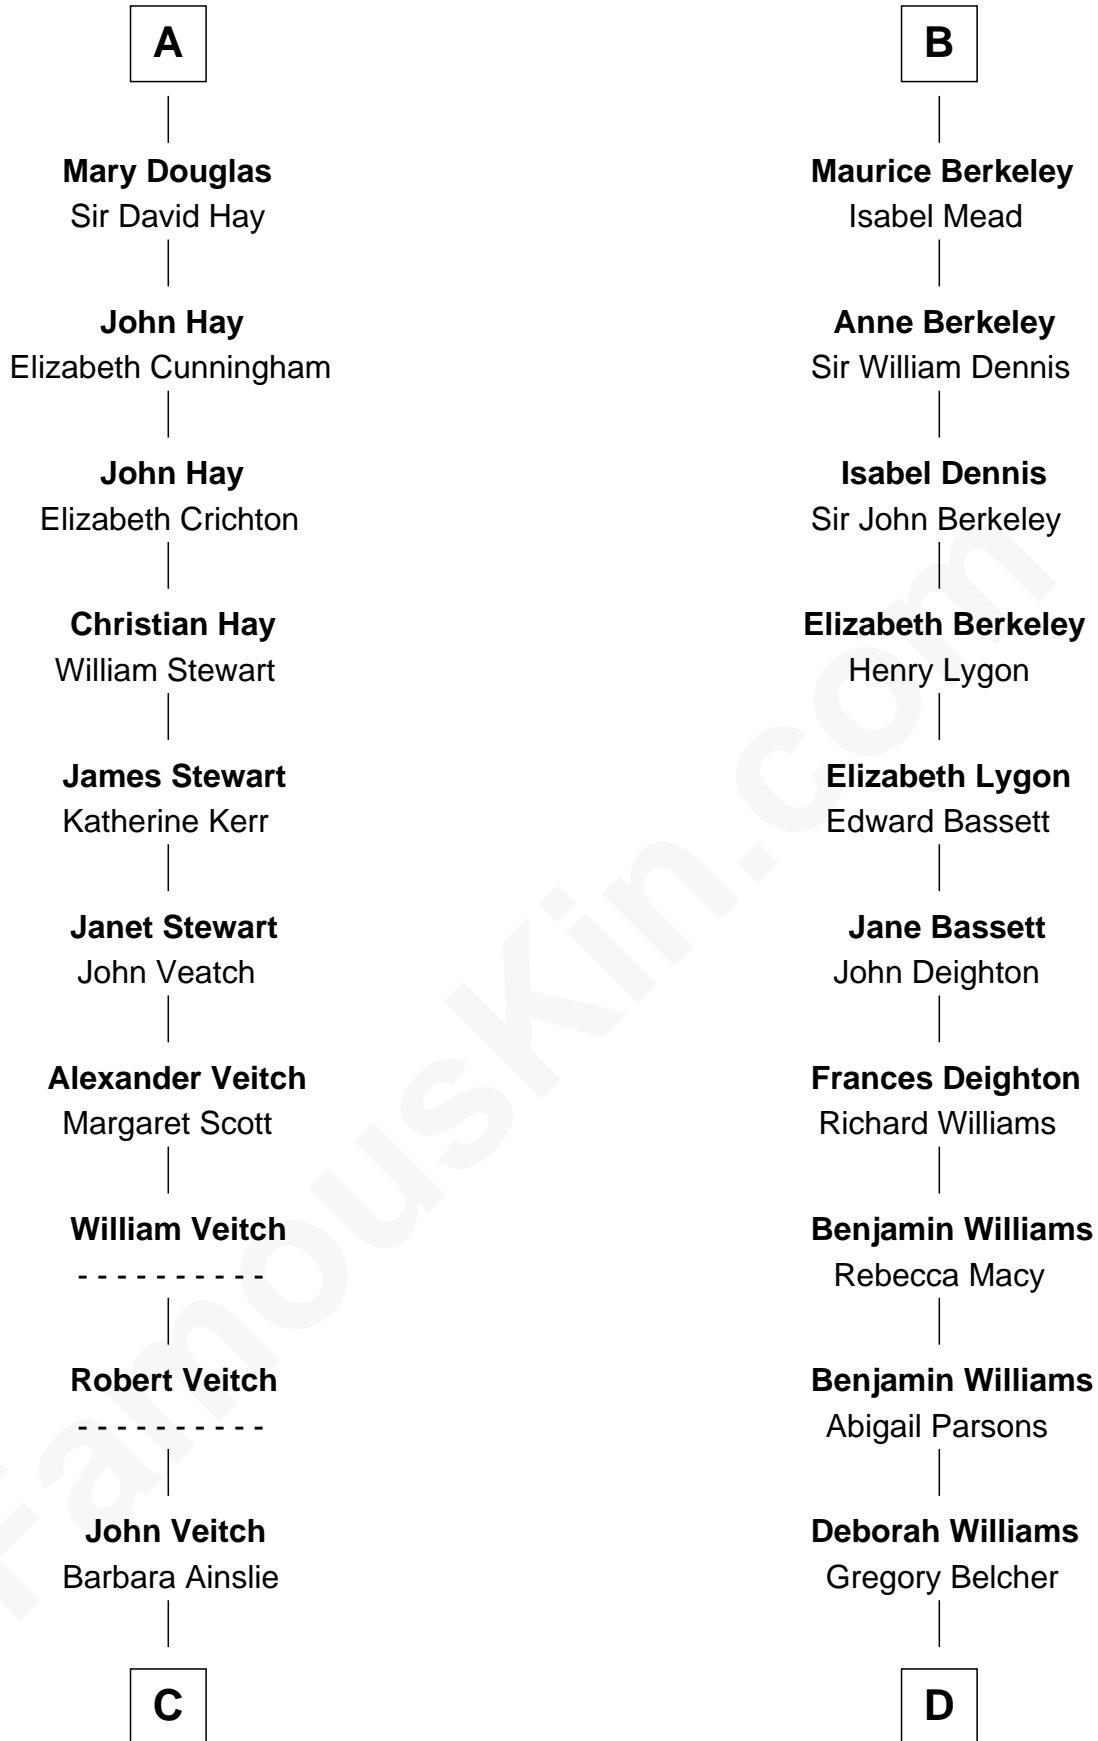 A
Mary Douglas
Sir David Hay
John Hay
Elizabeth Cunningham
John Hay
Elizabeth Crichton
Christian Hay
William Stewart
James Stewart
Katherine Kerr
Janet Stewart
John Veatch
Alexander Veitch
Margaret Scott
William Veitch
- - - - - - - - - -
Robert Veitch
- - - - - - - - - -
John Veitch
Barbara Ainslie
C
B
Maurice Berkeley
Isabel Mead
Anne Berkeley
Sir William Dennis
Isabel Dennis
Sir John Berkeley
Elizabeth Berkeley
Henry Lygon
Elizabeth Lygon
Edward Bassett
Jane Bassett
John Deighton
Frances Deighton
Richard Williams
Benjamin Williams
Rebecca Macy
Benjamin Williams
Abigail Parsons
Deborah Williams
Gregory Belcher
D
FamousKin.com